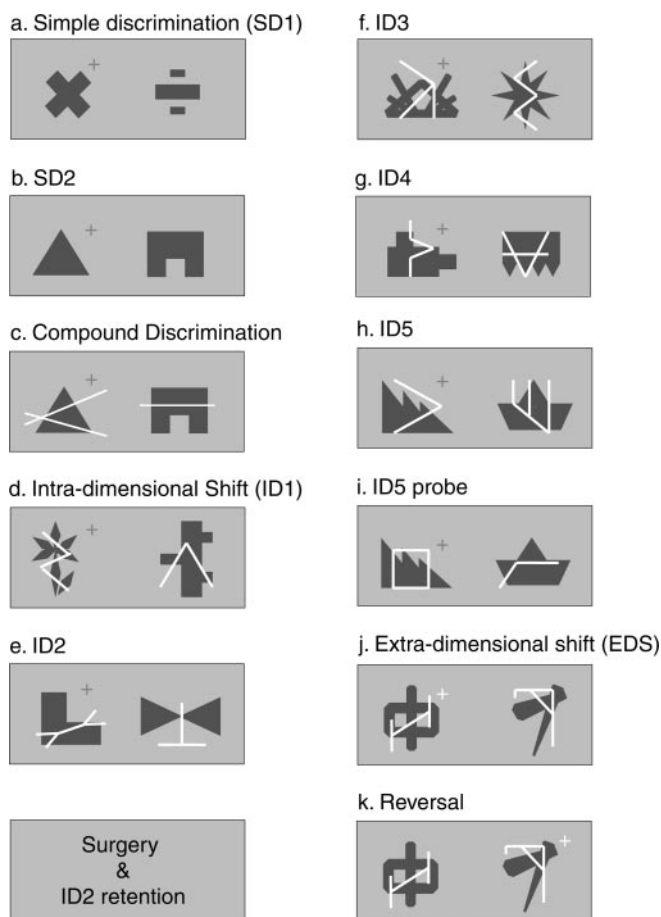 a. Simple discrimination (SD1)
b. SD2
c. Compound Discrimination
d. Intra-dimensional Shift (ID1)
e. ID2
Surgery
&
ID2 retention
f. ID3
g. ID4
h. ID5
i. ID5 probe
j. Extra-dimensional shift (EDS)
k. Reversal